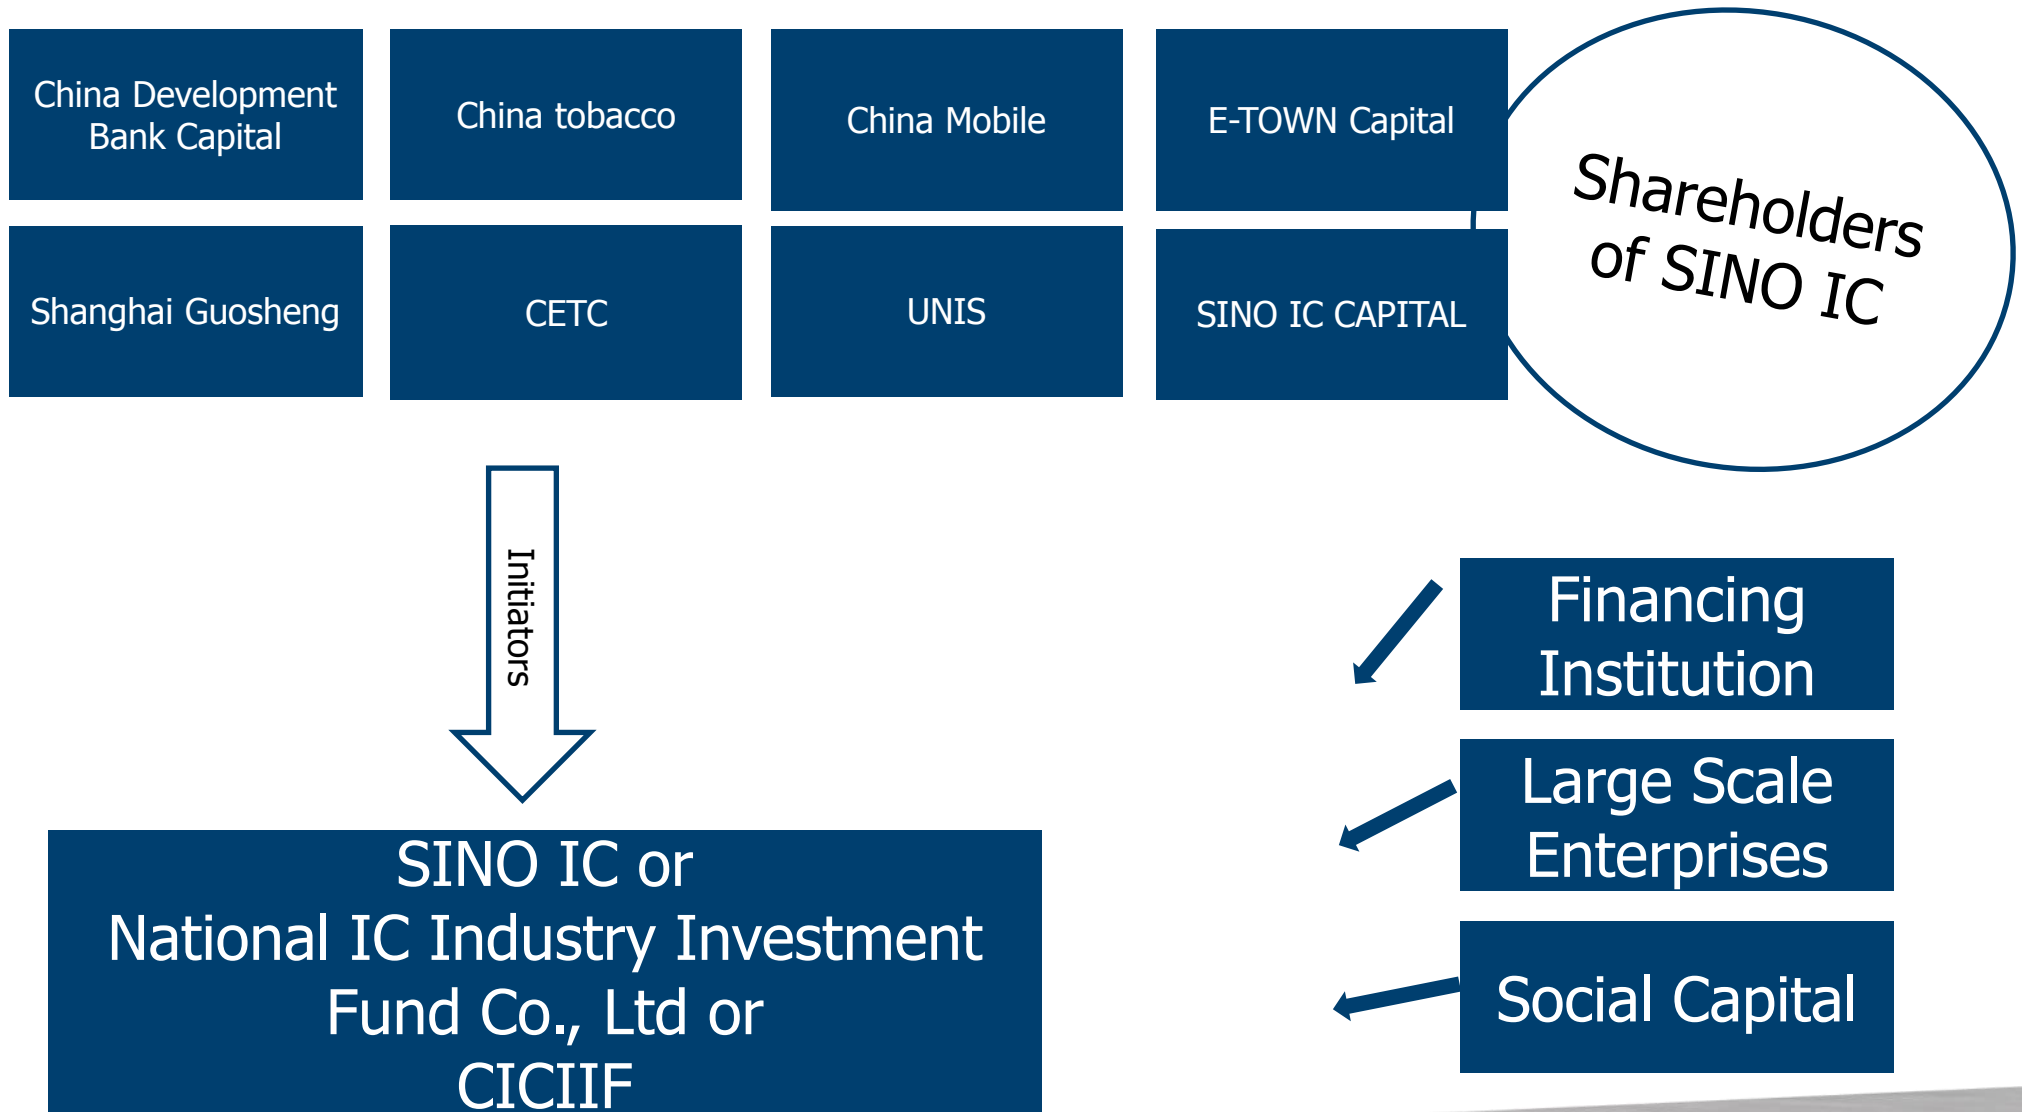 China Development
Bank Capital
China tobacco
China Mobile
E-TOWN Capital
Shareholders
of SINO IC
Shanghai Guosheng
CETC
UNIS
SINO IC CAPITAL
Initiators
Financing
Institution
Large Scale
Enterprises
Social Capital
SINO IC or
National IC Industry Investment
Fund Co., Ltd or
CICIIF